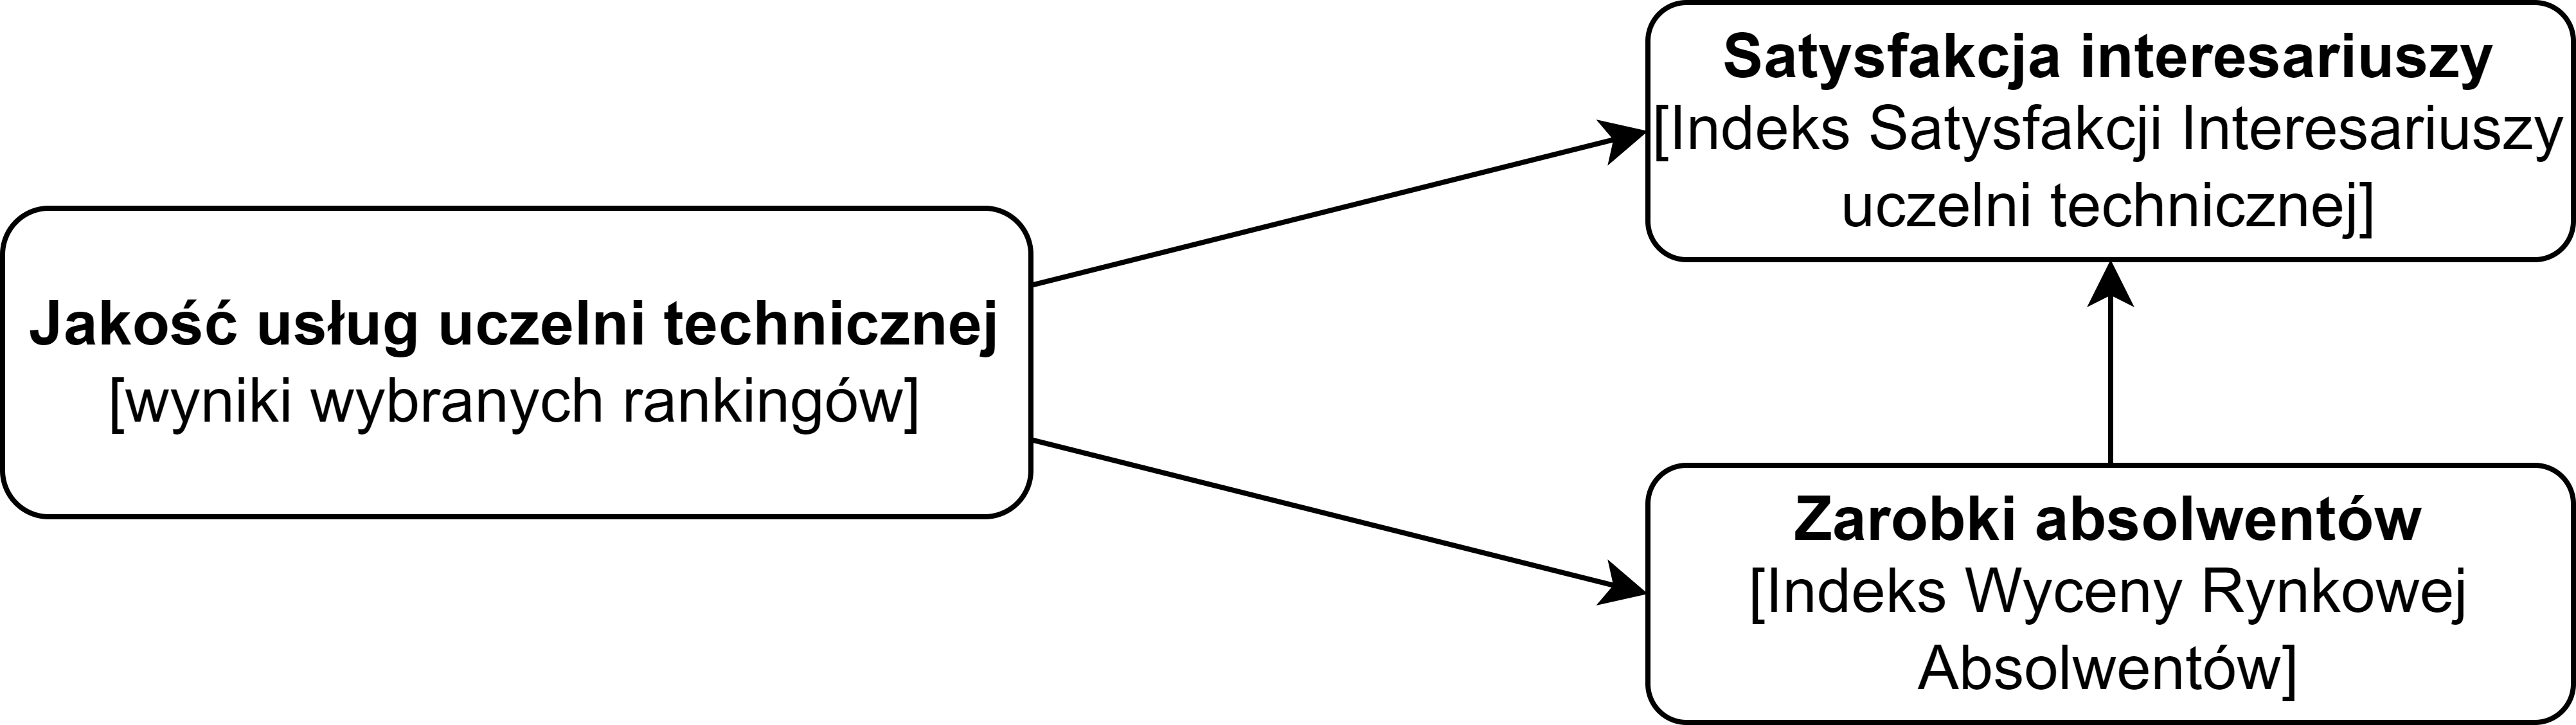 Satysfakcja interesariuszy
[Indeks Satysfakcji Interesariuszy
uczelni technicznej]
Jakość usług uczelni technicznej
[wyniki wybranych rankingów]
Zarobki absolwentów
[Indeks Wyceny Rynkowej
Absolwentów]